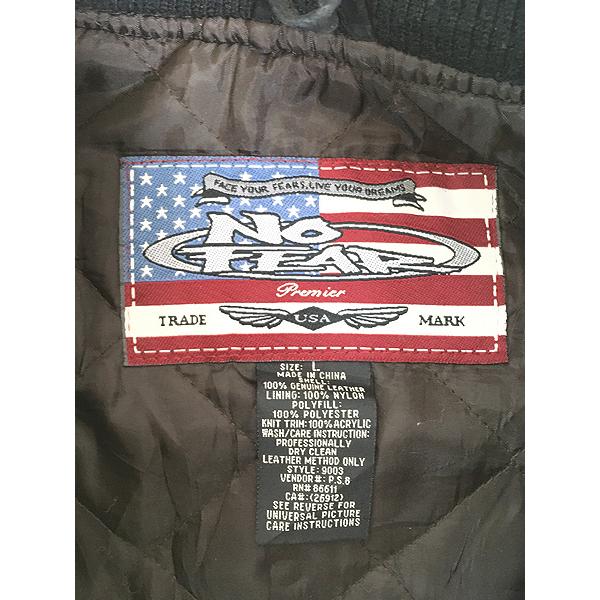 FACE YOUR FEARS, LIVE YOUR DREAMS
NO
FEAR
Premier
TRADE USA MARK
SIZE: L
MADE IN CHINA
SHELL:
100% GENUINE LEATHER
LINING: 100% NYLON
POLYFILL:
100% POLYESTER
KNIT TRIM: 100% ACRYLIC
WASH/CARE INSTRUCTION:
PROFESSIONALLY
DRY CLEAN
LEATHER METHOD ONLY
STYLE: 9003
VENDOR#: P.S.B
RN# 86611
CA#: (26912)
SEE REVERSE FOR
UNIVERSAL PICTURE
CARE INSTRUCTIONS